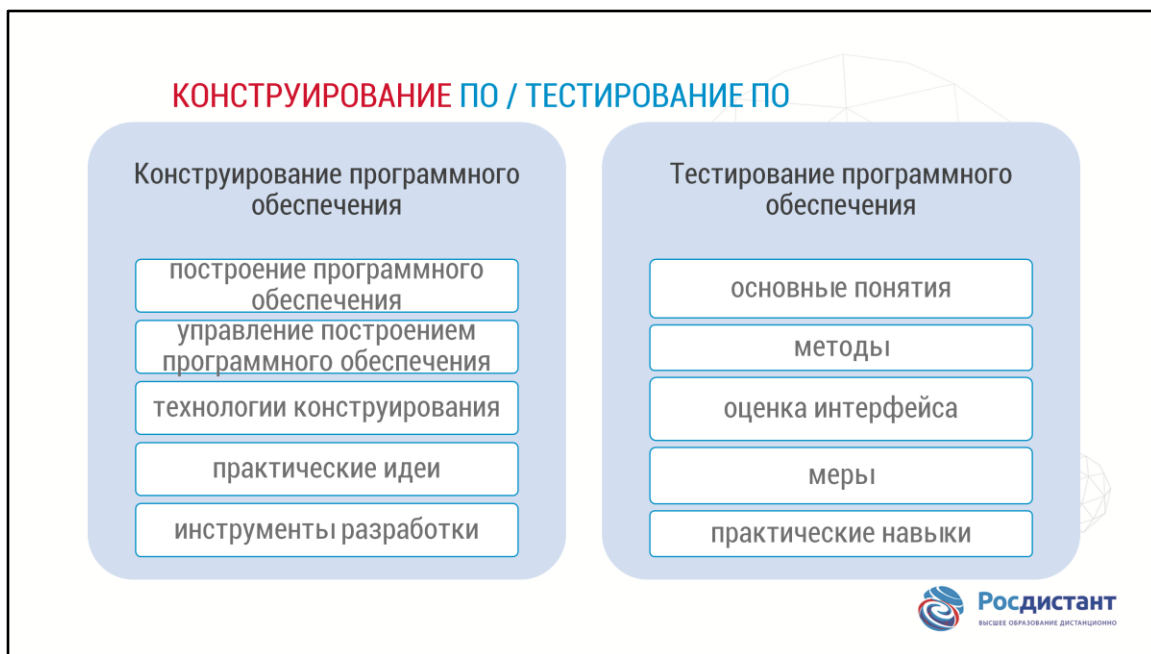 КОНСТРУИРОВАНИЕ ПО / ТЕСТИРОВАНИЕ ПО
Конструирование программного
обеспечения
построение программного
обеспечения
управление построением
программного обеспечения
технологии конструирования
практические идеи
инструменты разработки
Тестирование программного
обеспечения
основные понятия
методы
оценка интерфейса
меры
практические навыки
Росдистант
ВЫСШЕЕ ОБРАЗОВАНИЕ ДИСТАНЦИОННО